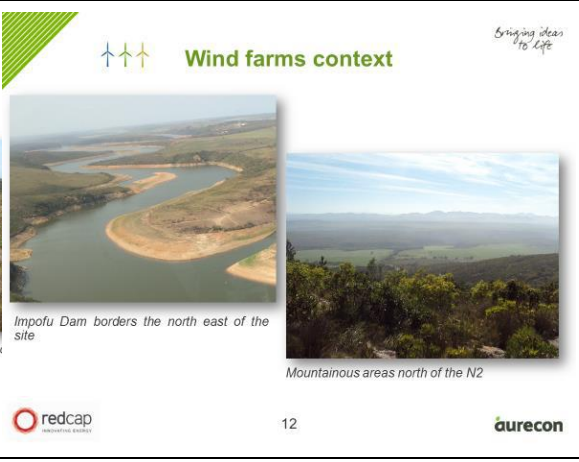 Bringing ideas
to life
Wind farms context
Impofu Dam borders the north east of the
site
Mountainous areas north of the N2
redcap
INNOVATIVE ENERGY
12
aurecon